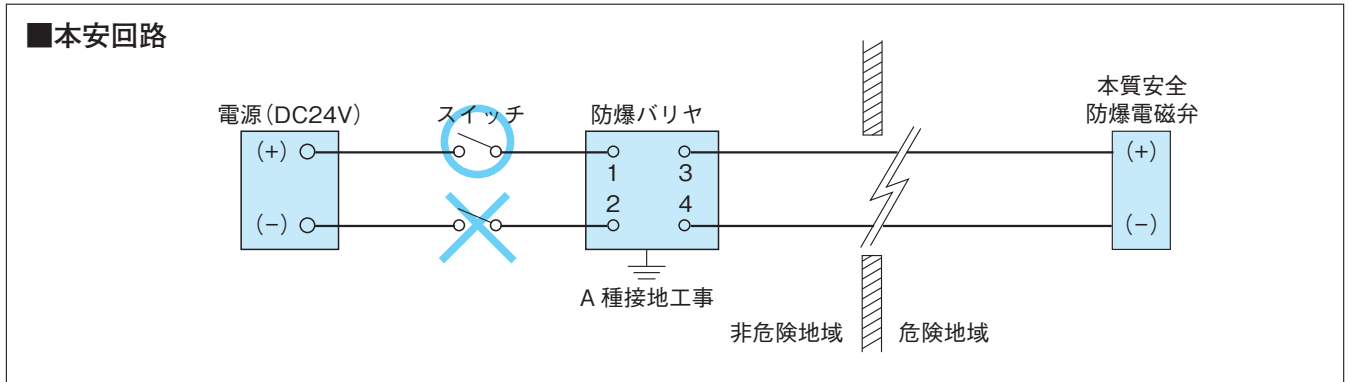 ■本安回路
電源(DC24V)
スイッチ
防爆バリヤ
本質安全
防爆電磁弁
(+)
1
3
(+)
(−)
2
4
(−)
A種接地工事
非危険地域
危険地域